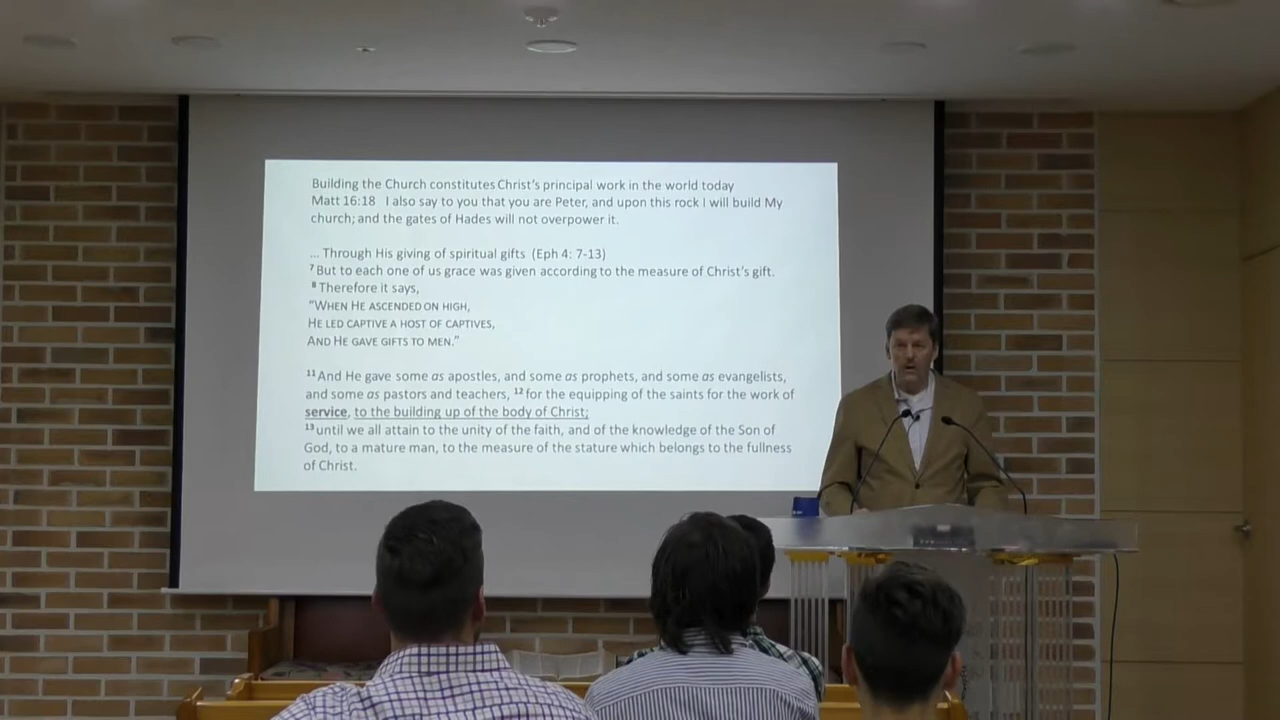 Building the Church constitutes Christ's principal work in the world today
Matt 16:18 I also say to you that you are Peter, and upon this rock I will build My
church; and the gates of Hades will not overpower it.
... Through His giving of spiritual gifts (Eph 4: 7-13)
7 But to each one of us grace was given according to the measure of Christ's gift.
8 Therefore it says,
"WHEN HE ASCENDED ON HIGH,
HE LED CAPTIVE A HOST OF CAPTIVES,
AND HE GAVE GIFTS TO MEN."
11 And He gave some as apostles, and some as prophets, and some as evangelists,
and some as pastors and teachers, 12 for the equipping of the saints for the work of
service, to the building up of the body of Christ;
13 until we all attain to the unity of the faith, and of the knowledge of the Son of
God, to a mature man, to the measure of the stature which belongs to the fullness
of Christ.